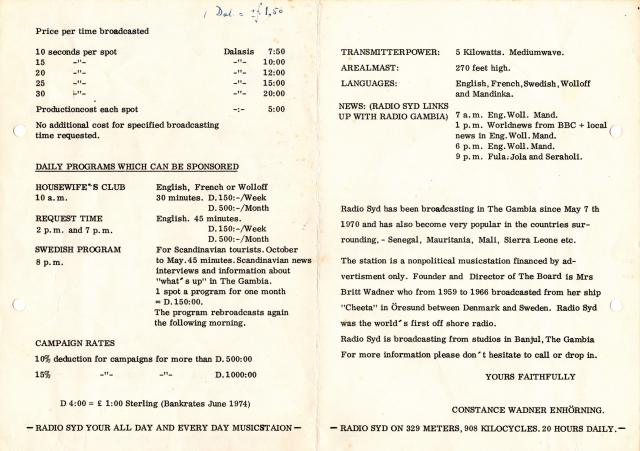 1 Dal. = 1,50
Price per time broadcasted
10 seconds per spot Dalasis 7:50
15 -"- -"- 10:00
20 -"- -"- 12:00
25 -"- -"- 15:00
30 -"- -"- 20:00
Productioncost each spot -:- 5:00
No additional cost for specified broadcasting
time requested.
DAILY PROGRAMS WHICH CAN BE SPONSORED
HOUSEWIFE´S CLUB English, French or Wolloff
10 a.m. 30 minutes. D.150:-/Week
D.500:-/Month
REQUEST TIME English. 45 minutes.
2 p.m. and 7 p.m. D.150:-/Week
D.500:-/Month
SWEDISH PROGRAM For Scandinavian tourists. October
8 p.m. to May. 45 minutes. Scandinavian news
interviews and information about
"what´s up" in The Gambia.
1 spot a program for one month
= D.150:00.
The program rebroadcasts again
the following morning.
CAMPAIGN RATES
10% deduction for campaigns for more than D.500:00
15% -"- -"- D.1000:00
D 4:00 = £ 1:00 Sterling (Bankrates June 1974)
— RADIO SYD YOUR ALL DAY AND EVERY DAY MUSICSTAION —
TRANSMITTERPOWER: 5 Kilowatts. Mediumwave.
AREALMAST: 270 feet high.
LANGUAGES: English, French, Swedish, Wolloff
and Mandinka.
NEWS: (RADIO SYD LINKS
UP WITH RADIO GAMBIA) 7 a.m. Eng. Woll. Mand.
1 p.m. Worldnews from BBC + local
news in Eng. Woll. Mand.
6 p.m. Eng. Woll. Mand.
9 p.m. Fula. Jola and Seraholi.
Radio Syd has been broadcasting in The Gambia since May 7 th
1970 and has also become very popular in the countries sur-
rounding, - Senegal, Mauritania, Mali, Sierra Leone etc.
The station is a nonpolitical musicstation financed by ad-
vertisment only. Founder and Director of The Board is Mrs
Britt Wadner who from 1959 to 1966 broadcasted from her ship
"Cheeta" in Öresund between Denmark and Sweden. Radio Syd
was the world´s first off shore radio.
Radio Syd is broadcasting from studios in Banjul, The Gambia
For more information please don´t hesitate to call or drop in.
YOURS FAITHFULLY
CONSTANCE WADNER ENHÖRNING.
— RADIO SYD ON 329 METERS, 908 KILOCYCLES. 20 HOURS DAILY. —